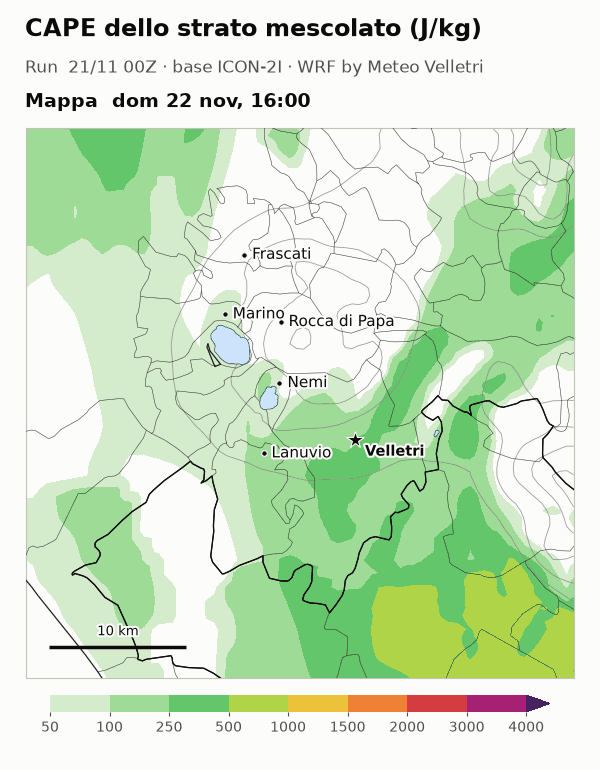 CAPE dello strato mescolato (J/kg)
Run  21/11 00Z · base ICON-2I · WRF by Meteo Velletri
Mappa  dom 22 nov, 16:00
Frascati
Marino
Rocca di Papa
Nemi
Velletri
Lanuvio
10 km
50 100 250 500 1000 1500 2000 3000 4000